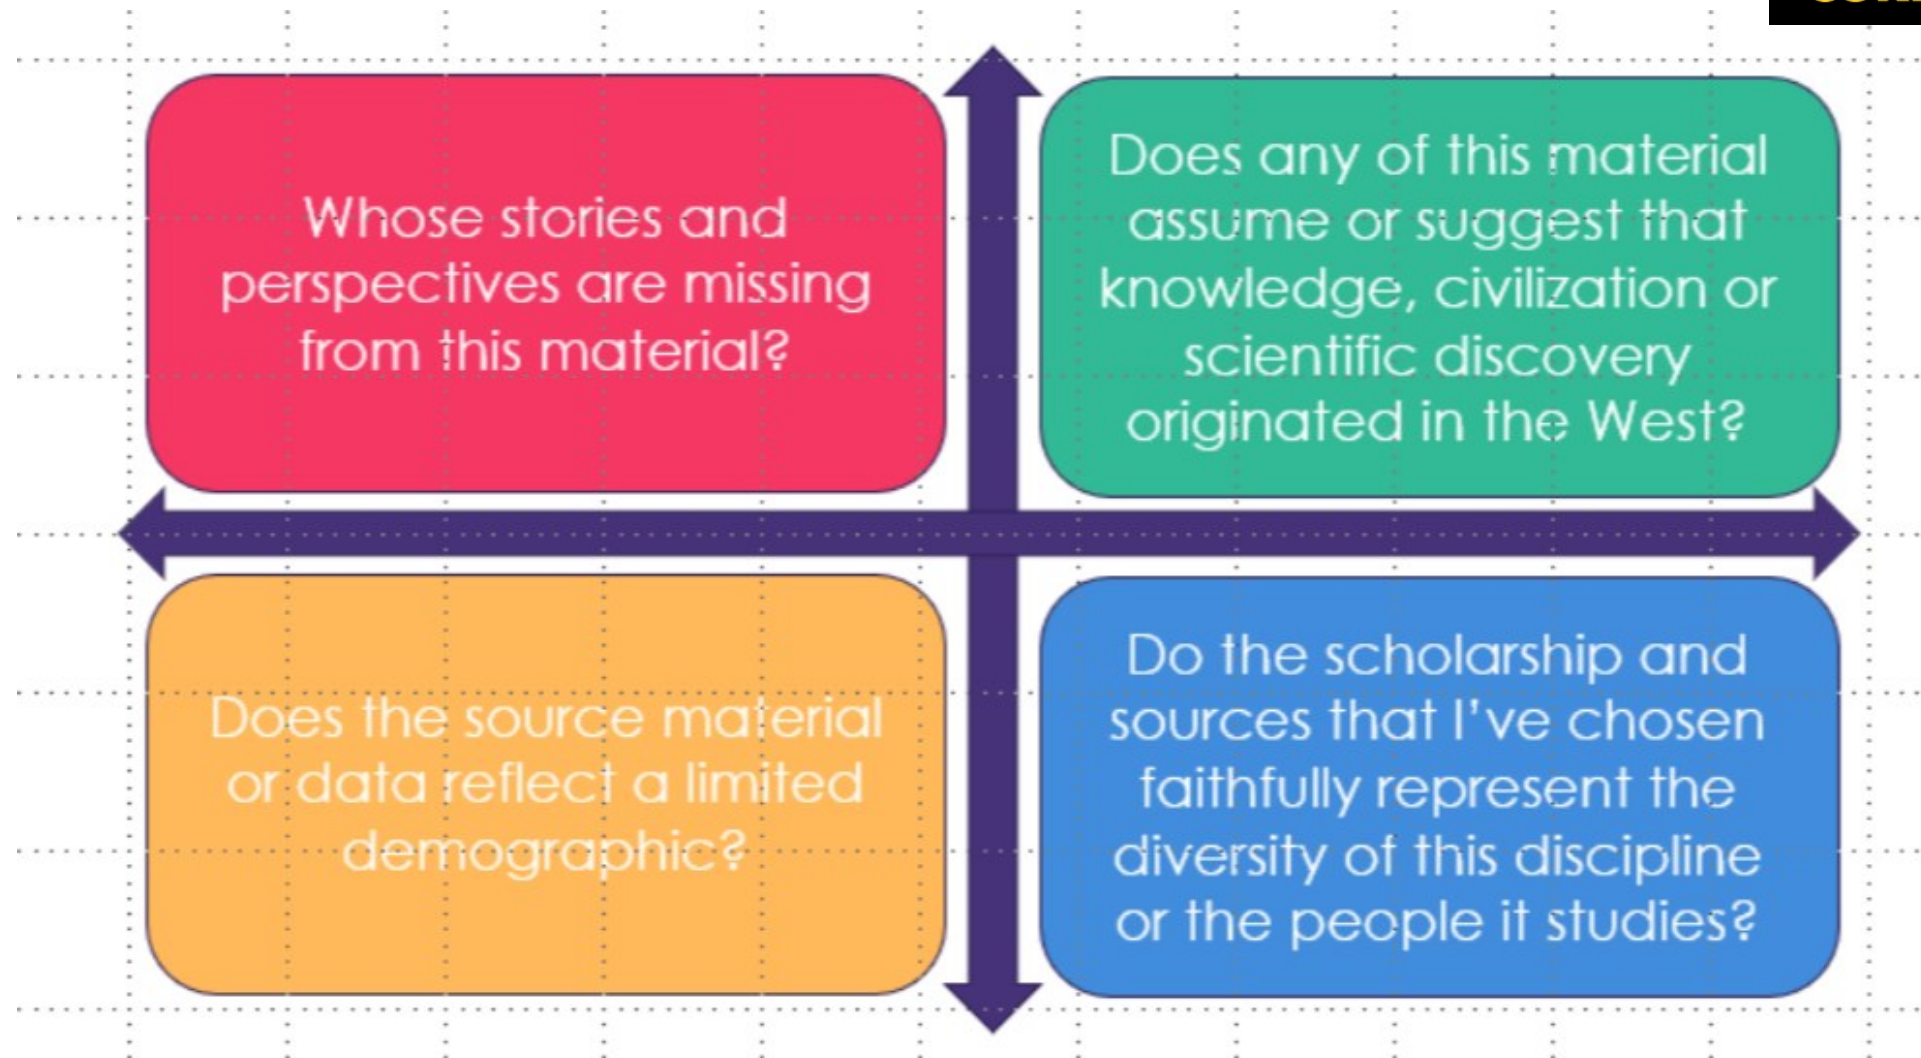 Whose stories and
perspectives are missing
from this material?
Does any of this material
assume or suggest that
knowledge, civilization or
scientific discovery
originated in the West?
Does the source material
or data reflect a limited
demographic?
Do the scholarship and
sources that I've chosen
faithfully represent the
diversity of this discipline
or the people it studies?